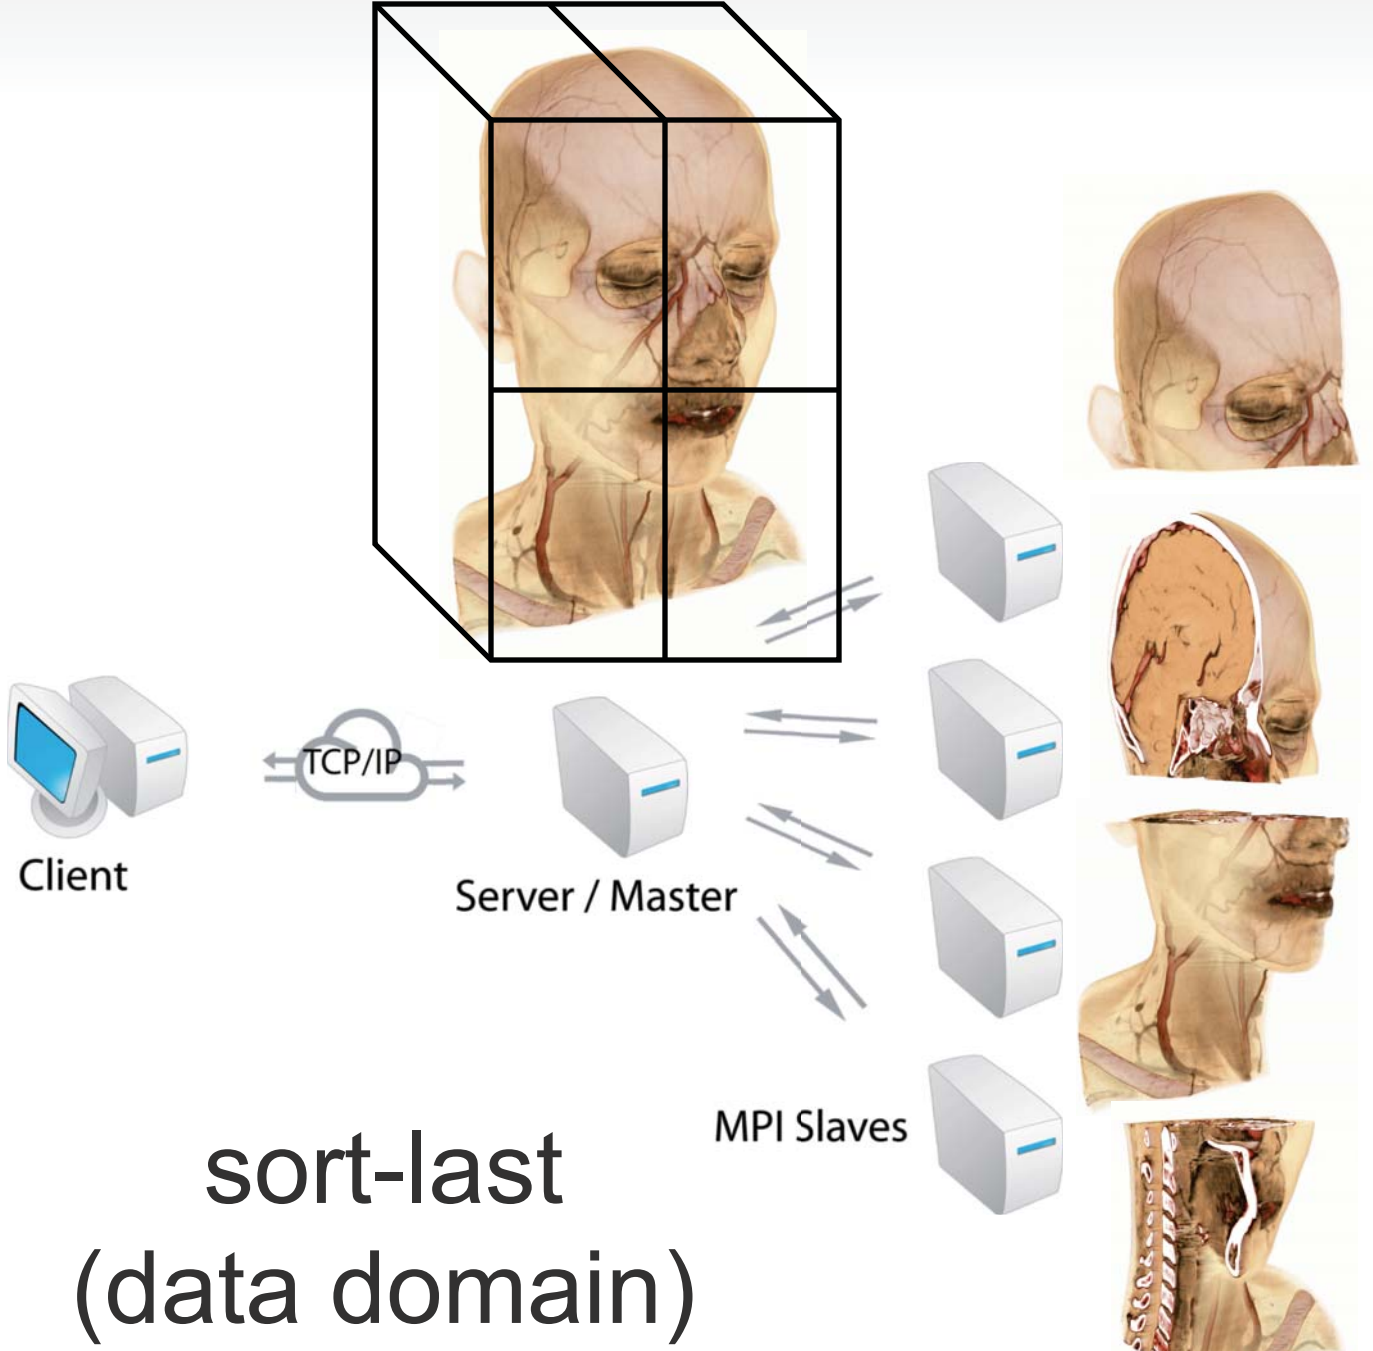 TCP/IP
Client
Server / Master
MPI Slaves
sort-last
(data domain)